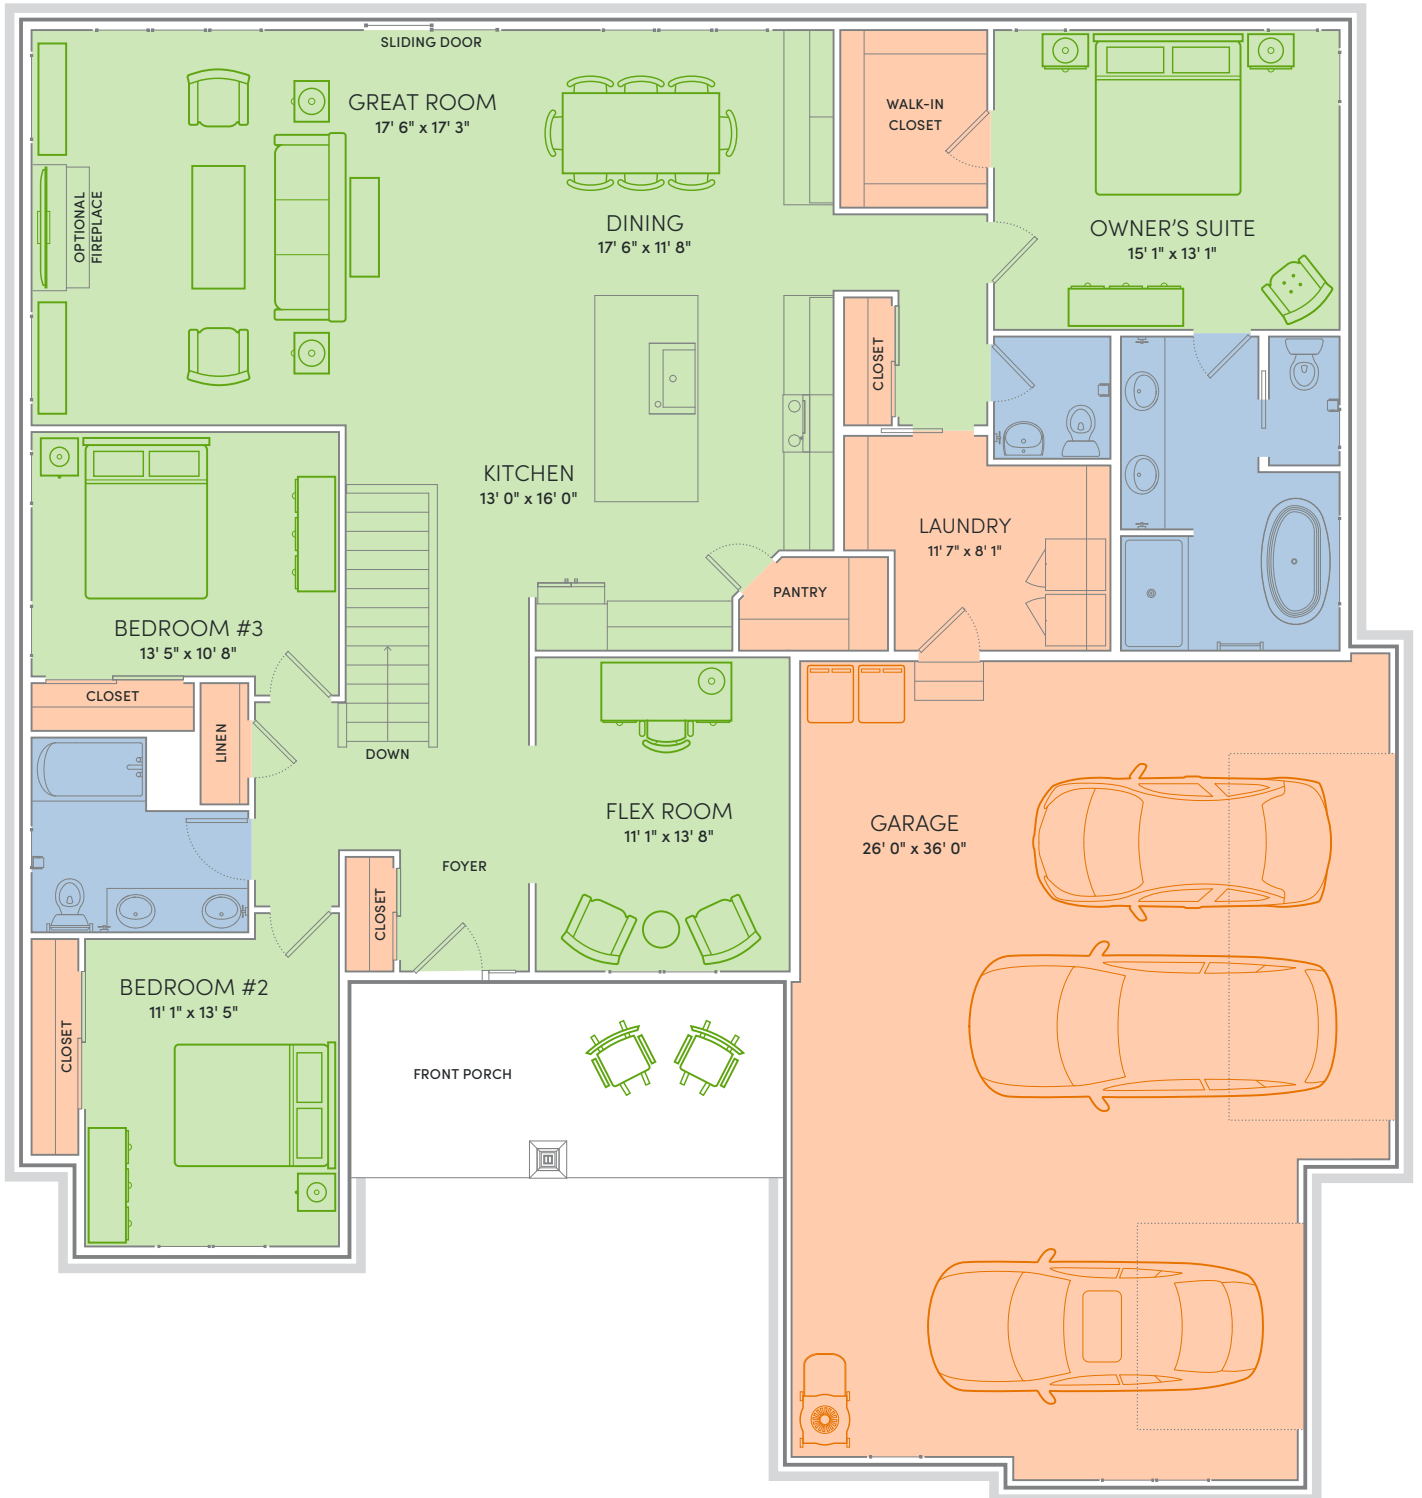 SLIDING DOOR
GREAT ROOM
17' 6" x 17' 3"
OPTIONAL
FIREPLACE
DINING
17' 6" x 11' 8"
WALK-IN
CLOSET
OWNER'S SUITE
15' 1" x 13' 1"
CLOSET
KITCHEN
13' 0" x 16' 0"
LAUNDRY
11' 7" x 8' 1"
PANTRY
BEDROOM #3
13' 5" x 10' 8"
CLOSET
LINEN
DOWN
FLEX ROOM
11' 1" x 13' 8"
GARAGE
26' 0" x 36' 0"
FOYER
CLOSET
BEDROOM #2
11' 1" x 13' 5"
CLOSET
FRONT PORCH